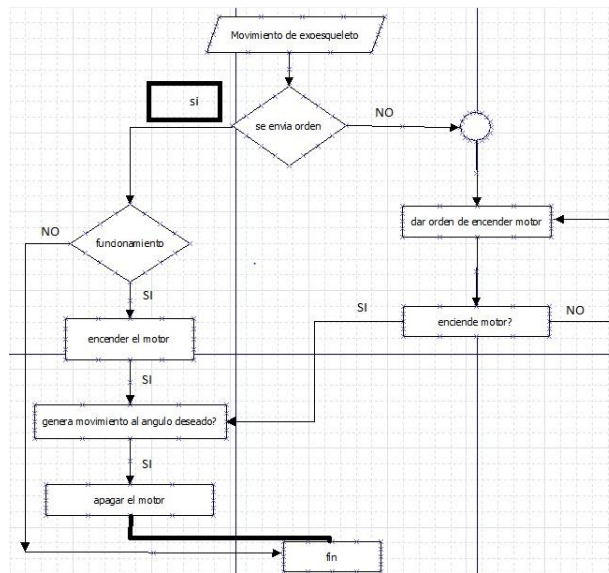 Movimiento de exoesqueleto
si
se envia orden
NO
dar orden de encender motor
NO
fundonamiento
SI
SI
enciende motor?
NO
encender el motor
SI
genera movimiento al angulo deseado?
SI
apagar el motor
fin